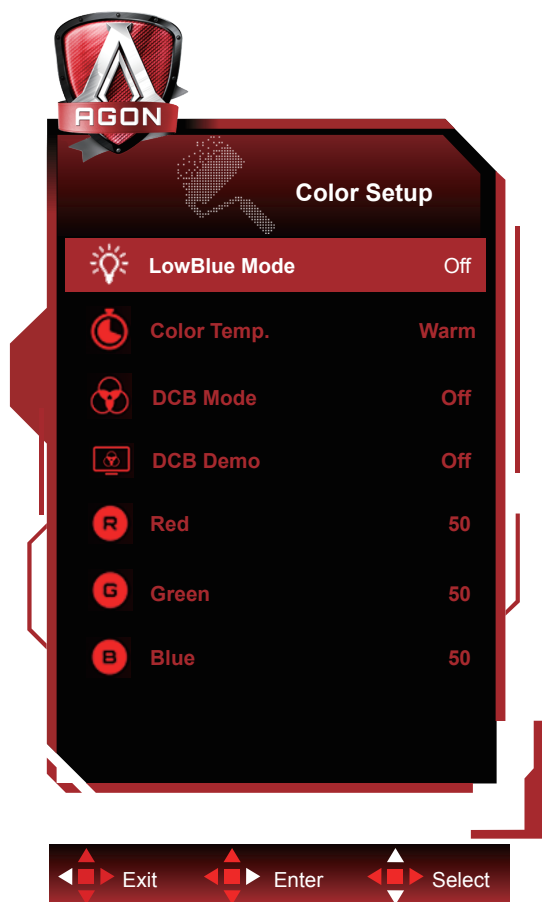 AGON
Color Setup
LowBlue Mode Off
Color Temp. Warm
DCB Mode Off
DCB Demo Off
R Red 50
G Green 50
B Blue 50
Exit Enter Select